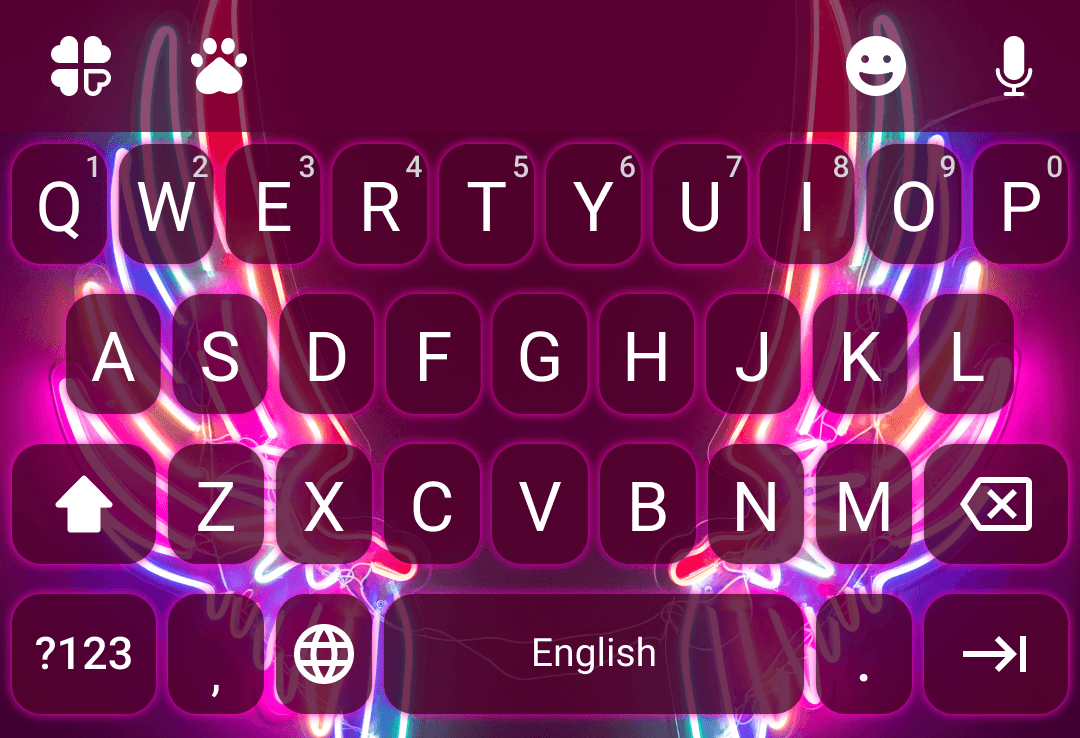 1 2 3 4 5 6 7 8 9 0
Q W E R T Y U I O P
A S D F G H J K L
Z X C V B N M
?123 , English .